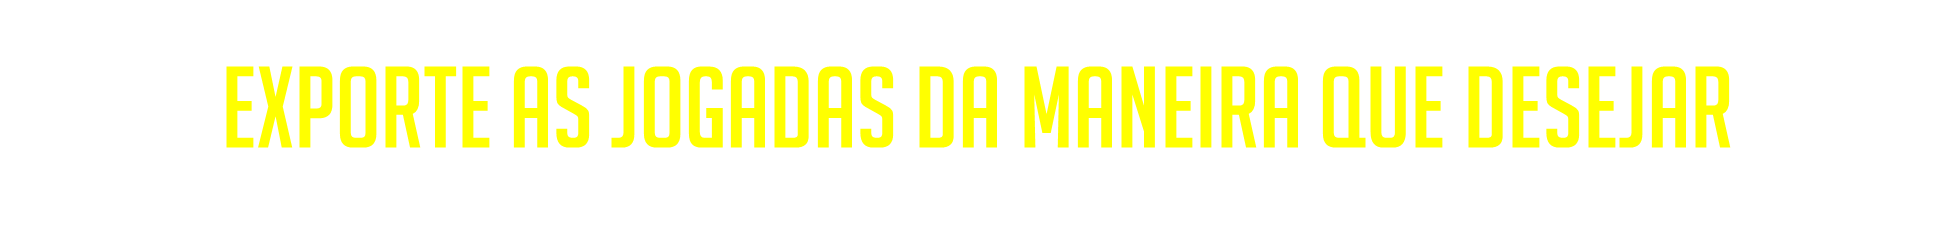 EXPORTE AS JOGADAS DA MANEIRA QUE DESEJAR